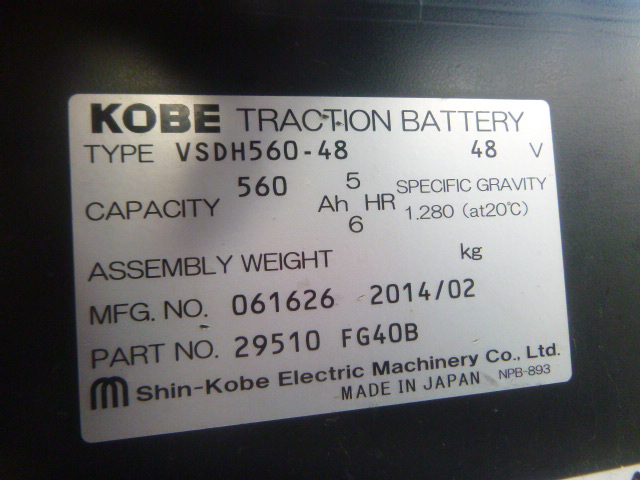 KOBE TRACTION BATTERY
TYPE VSDH560-48 48 V
CAPACITY 560 Ah 5 6 HR SPECIFIC GRAVITY
1.280 (at20℃)
ASSEMBLY WEIGHT kg
MFG. NO. 061626 2014/02
PART NO. 29510 FG40B
Shin-Kobe Electric Machinery Co., Ltd.
MADE IN JAPAN NPB-893